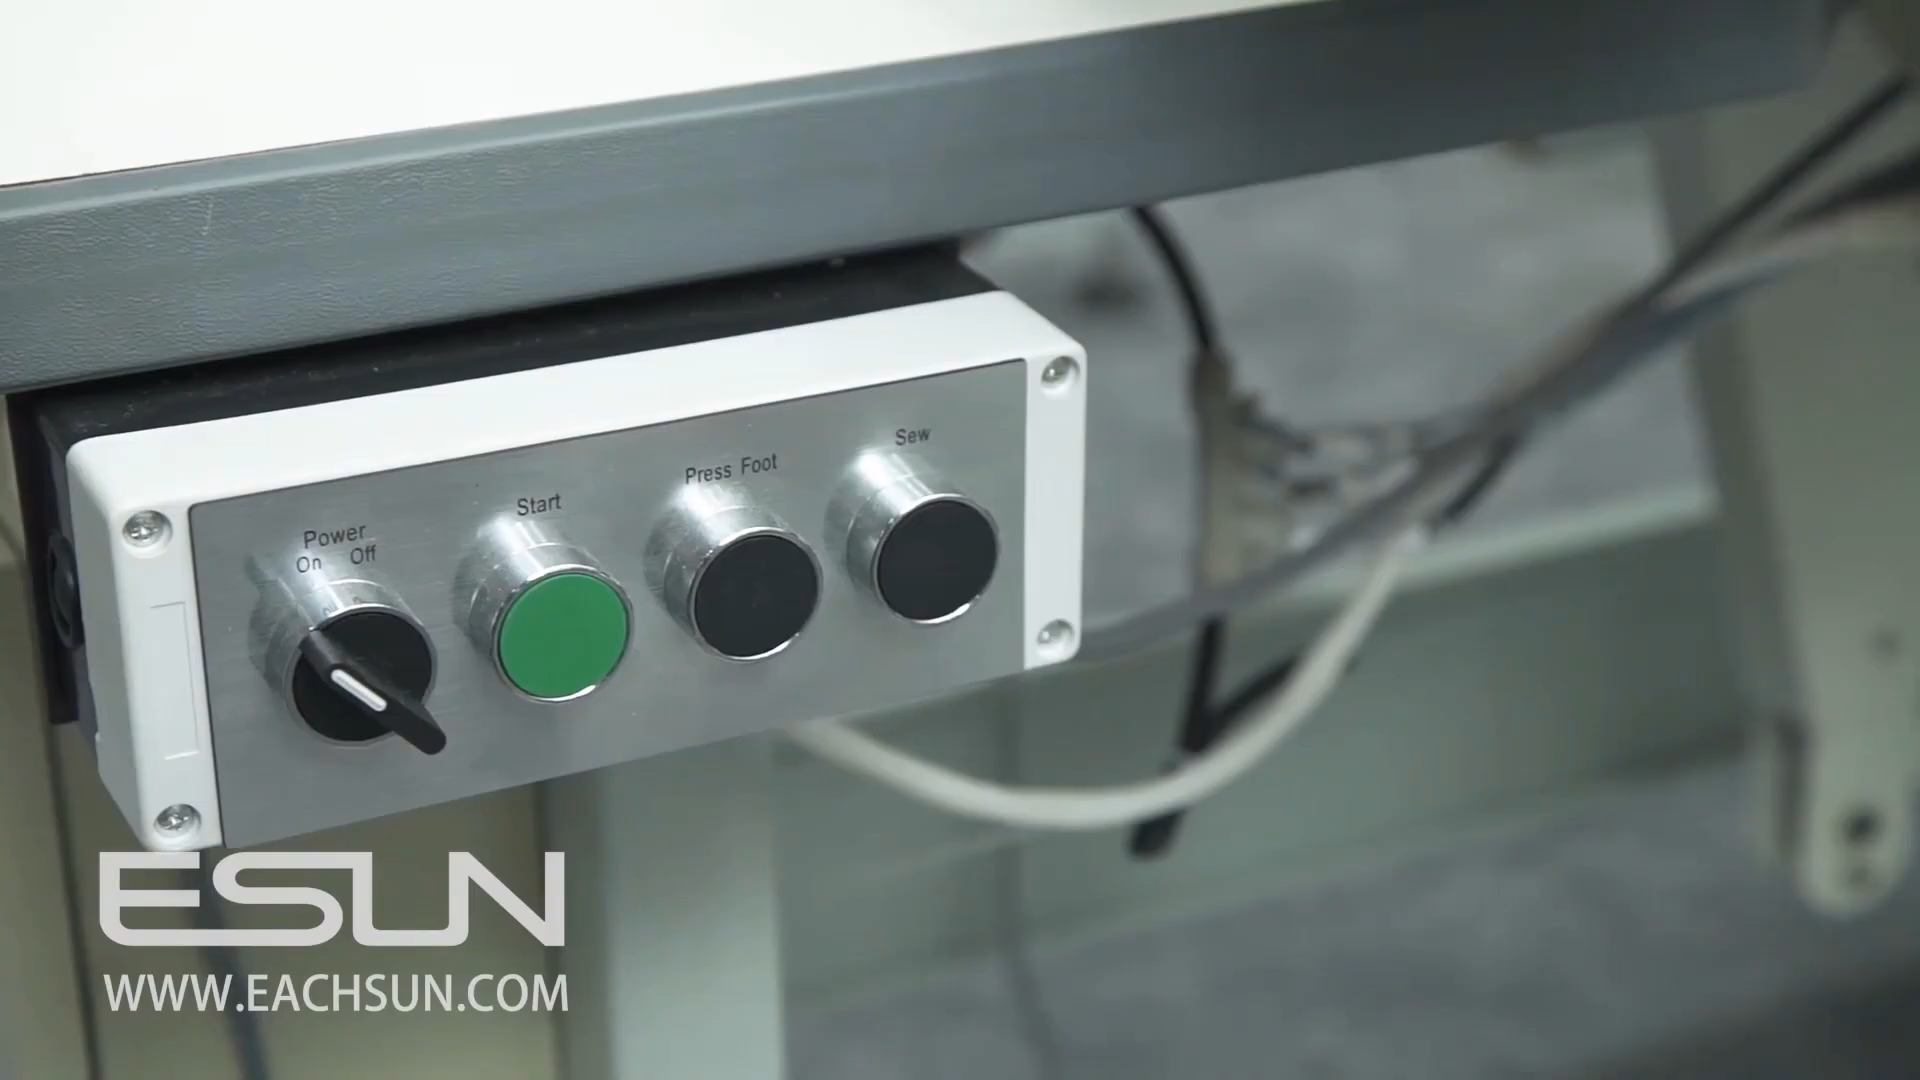 Power
On Off
Start
Press Foot
Sew
ESUN
WWW.EACHSUN.COM